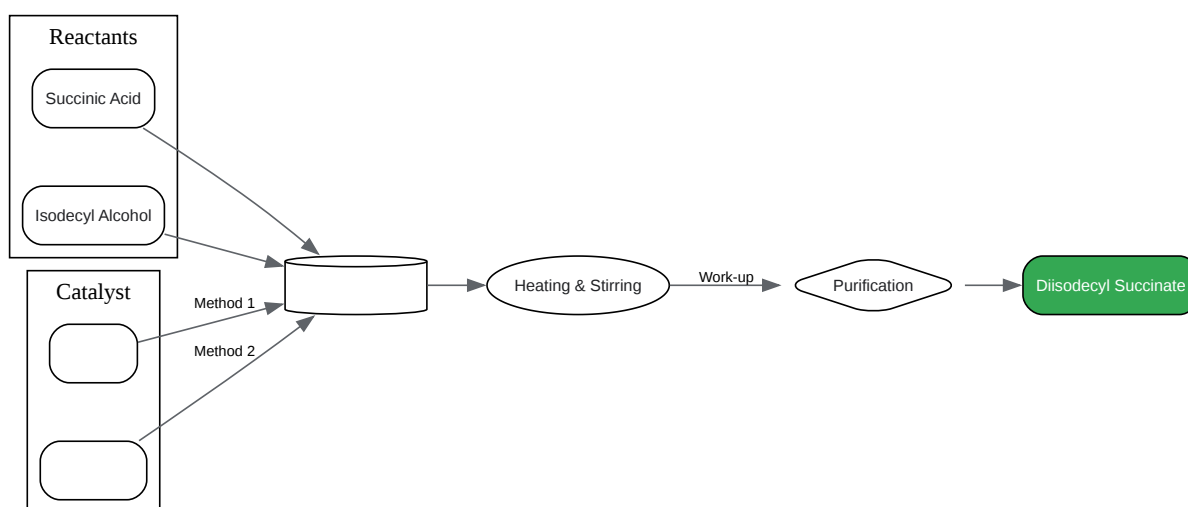 Reactants
Succinic Acid
Isodecyl Alcohol
Catalyst
Method 1
Method 2
Heating & Stirring
Work-up
Purification
Diisodecyl Succinate